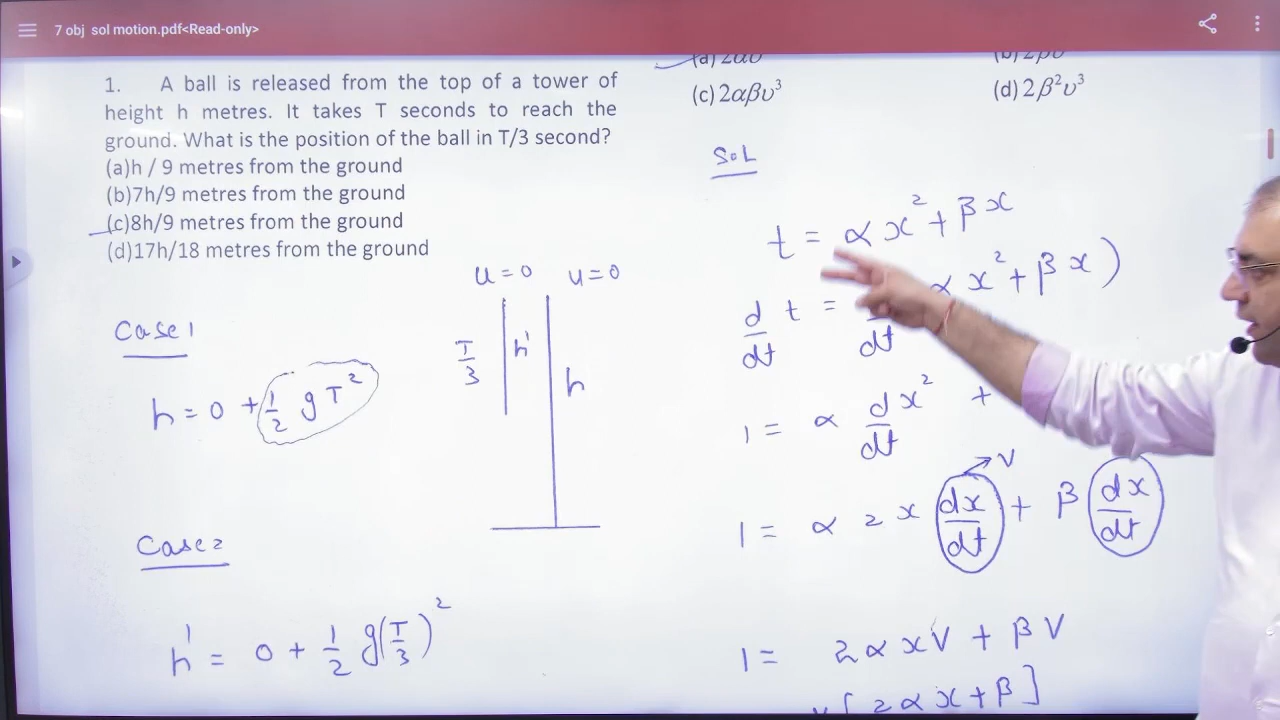 7 obj sol motion.pdf<Read-only>
1. A ball is released from the top of a tower of
height h metres. It takes T seconds to reach the
ground. What is the position of the ball in T/3 second?
(a)h / 9 metres from the ground
(b)7h/9 metres from the ground
(c)8h/9 metres from the ground
(d)17h/18 metres from the ground
u = 0 u = 0
Case 1
T/3 h' h
h = 0 + 1/2 g T²
Case 2
h' = 0 + 1/2 g(T/3)²
(c) 2αβυ³ (d) 2β²υ³
SOL
t = αx² + βx
d/dt t = α x² + βx)
1 = α d/dt x² +
→ V
1 = α 2 x dx/dt + β dx/dt
1 = 2αxV + βV
[2αx + β]